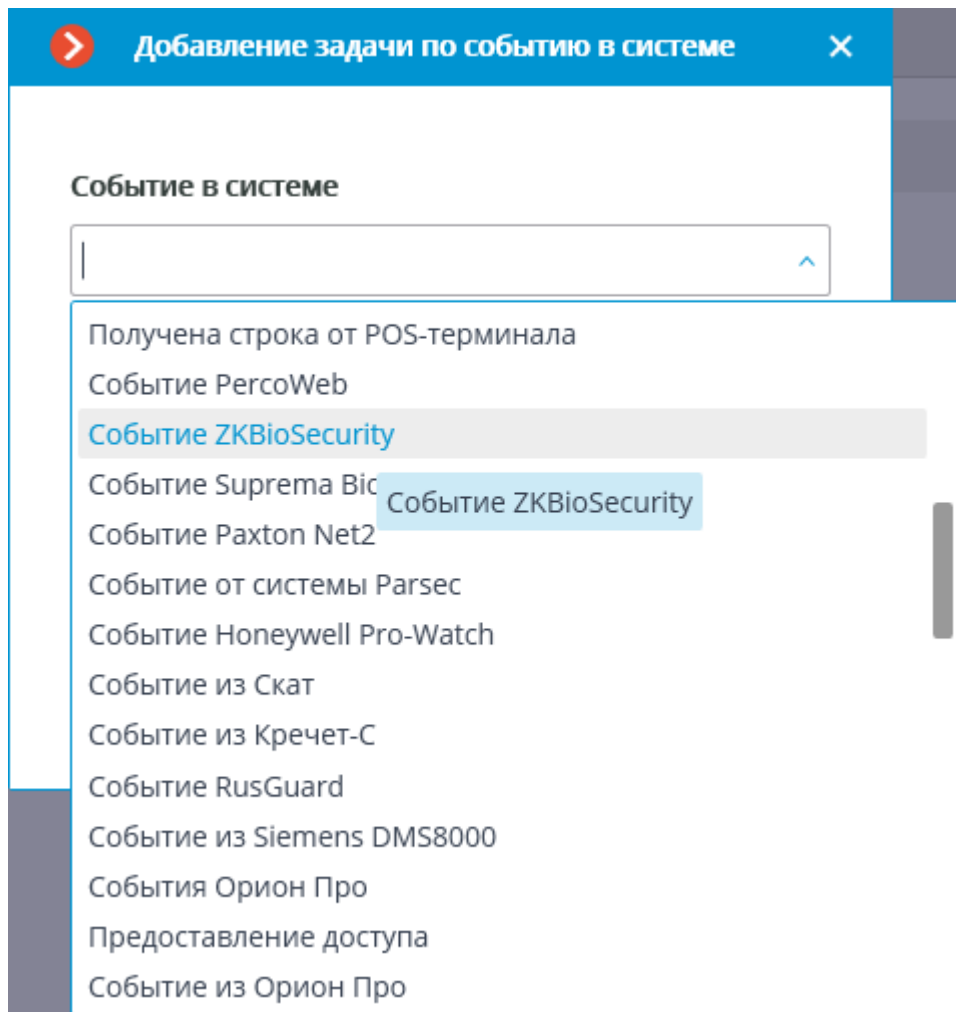 Добавление задачи по событию в системе
Событие в системе
Получена строка от POS-терминала
Событие PercoWeb
Событие ZKBioSecurity
Событие Suprema
Событие ZKBioSecurity
Событие Paxton Net2
Событие от системы Parsec
Событие Honeywell Pro-Watch
Событие из Скат
Событие из Кречет-С
Событие RusGuard
Событие из Siemens DMS8000
События Орион Про
Предоставление доступа
Событие из Орион Про